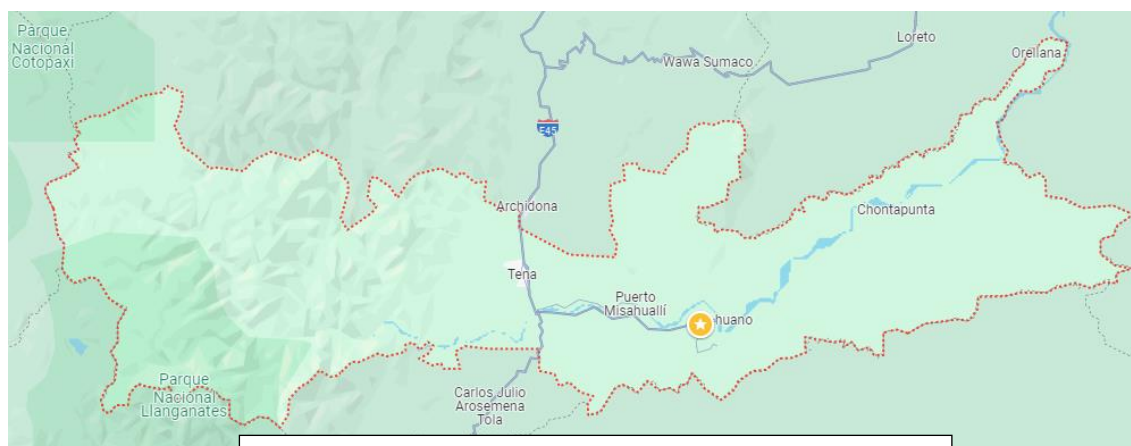 Parque
Nacional
Cotopaxi
Loreto
Orellana
Wawa Sumaco
E45
Archidona
Chontapunta
Tena
Puerto
Misahuallí
huano
Parque
Nacional
Llanganates
Carlos Julio
Arosemena
Tola